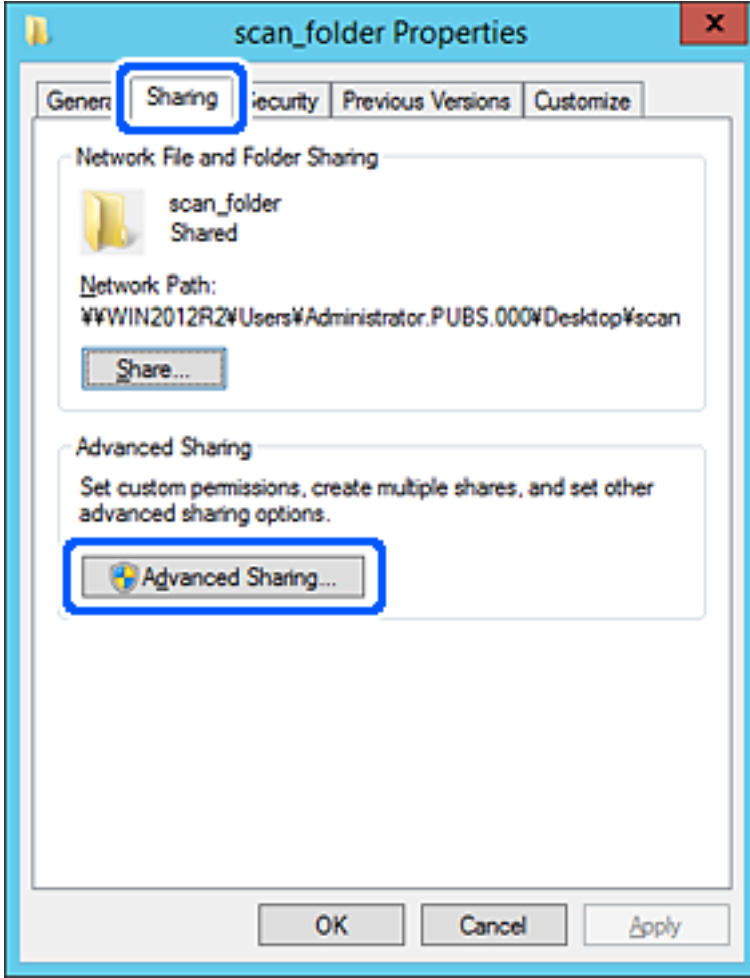 scan_folder Properties
x
General Sharing Security Previous Versions Customize
Network File and Folder Sharing
scan_folder
Shared
Network Path:
¥¥WIN2012R2¥Users¥Administrator.PUBS.000¥Desktop¥scan
Share...
Advanced Sharing
Set custom permissions, create multiple shares, and set other
advanced sharing options.
Advanced Sharing...
OK Cancel Apply